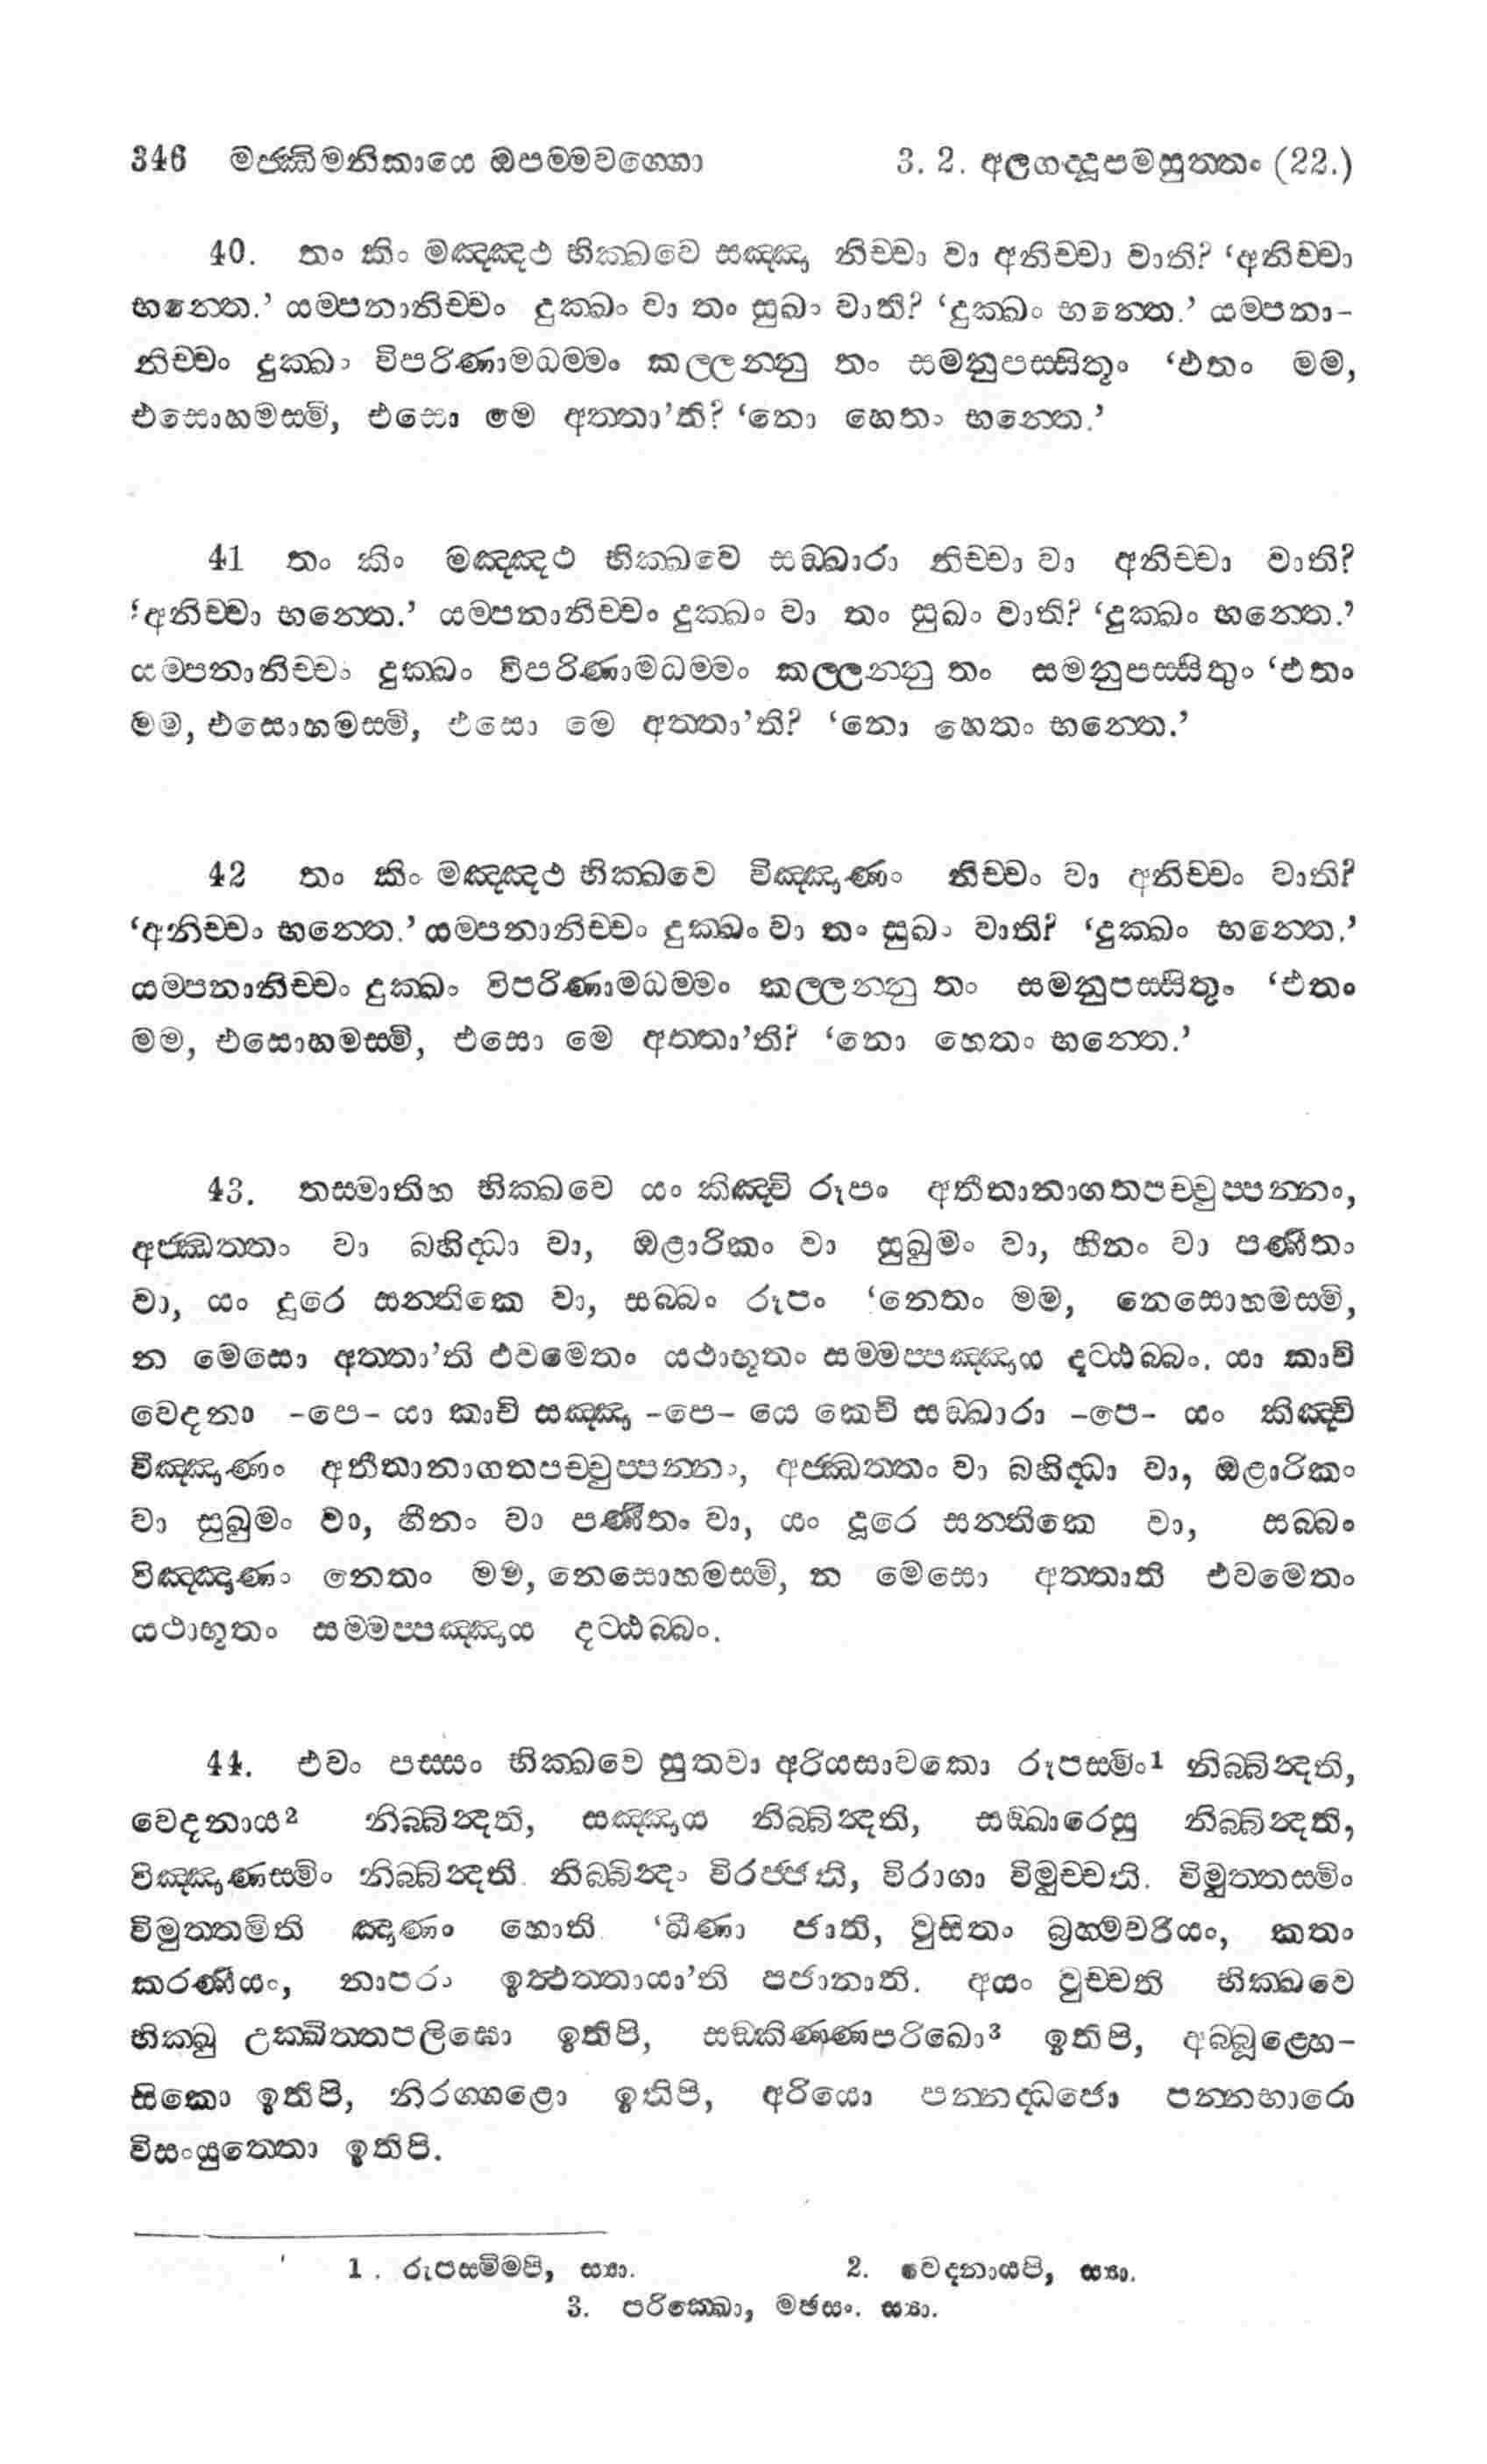 346 මජ්ඣිමනිකායෙ ඔපම්මවග්ගො 3. 2. අලගද්දූපමසුත්තං (22.)
40. තං කිං මඤ්ඤථ භික්ඛවෙ සඤ්ඤා නිච්චා වා අනිච්චා වාති? ‘අනිච්චා
භන්තෙ.’ යම්පනානිච්චං දුක්ඛං වා තං සුඛං වාති? ‘දුක්ඛං භන්තෙ.’ යම්පනා-
නිච්චං දුක්ඛං විපරිණාමධම්මං කල්ලන්නු තං සමනුපස්සිතූං ‘එතං මම,
එසොහමස්මි, එසො මෙ අත්තා’ති? ‘නො හෙතං භන්තෙ.’
41 තං කිං මඤ්ඤථ භික්ඛවෙ සඞ්ඛාරා නිච්චා වා අනිච්චා වාති?
‘අනිච්චා භන්තෙ.’ යම්පනානිච්චං දුක්ඛං වා තං සුඛං වාති? ‘දුක්ඛං භන්තෙ.’
යම්පනානිච්චං දුක්ඛං විපරිණාමධම්මං කල්ලන්නු තං සමනුපස්සිතුං ‘එතං
මම, එසොහමස්මි, එසො මෙ අත්තා’ති? ‘නො හෙතං භන්තෙ.’
42 තං කිං මඤ්ඤථ භික්ඛවෙ විඤ්ඤාණං නිච්චං වා අනිච්චං වාති?
‘අනිච්චං භන්තෙ.’ යම්පනානිච්චං දුක්ඛං වා තං සුඛං වාති? ‘දුක්ඛං භන්තෙ.’
යම්පනානිච්චං දුක්ඛං විපරිණාමධම්මං කල්ලන්නු තං සමනුපස්සිතුං ‘එතං
මම, එසොහමස්මි, එසො මෙ අත්තා’ති? ‘නො හෙතං භන්තෙ.’
43. තස්මාතිහ භික්ඛවෙ යං කිඤ්චි රූපං අතීතානාගතපච්චුප්පන්නං,
අජ්ඣත්තං වා බහිද්ධා වා, ඔළාරිකං වා සුඛුමං වා, හීනං වා පණීතං
වා, යං දූරෙ සන්තිකෙ වා, සබ්බං රූපං ‘නෙතං මම, නෙසොහමස්මි,
න මෙසො අත්තා’ති එවමෙතං යථාභූතං සම්මප්පඤ්ඤාය දට්ඨබ්බං. යා කාචි
වෙදනා -පෙ- යා කාචි සඤ්ඤා -පෙ- යෙ කෙචි සඞ්ඛාරා -පෙ- යං කිඤ්චි
විඤ්ඤාණං අතීතානාගතපච්චුප්පන්නං, අජ්ඣත්තං වා බහිද්ධා වා, ඔළාරිකං
වා සුඛුමං වා, හීනං වා පණීතං වා, යං දූරෙ සන්තිකෙ වා, සබ්බං
විඤ්ඤාණං නෙතං මම, නෙසොහමස්මි, න මෙසො අත්තාති එවමෙතං
යථාභූතං සම්මප්පඤ්ඤාය දට්ඨබ්බං.
44. එවං පස්සං භික්ඛවෙ සුතවා අරියසාවකො රූපස්මිං¹ නිබ්බින්දති,
වෙදනාය² නිබ්බින්දති, සඤ්ඤාය නිබ්බින්දති, සඞ්ඛාරෙසු නිබ්බින්දති,
විඤ්ඤාණස්මිං නිබ්බින්දති. නිබ්බින්දං විරජ්ජති, විරාගා විමුච්චති. විමුත්තස්මිං
විමුත්තමිති ඤාණං හොති. ‘ඛීණා ජාති, වුසිතං බ්‍රහ්මචරියං, කතං
කරණීයං, නාපරං ඉත්ථත්තායා’ති පජානාති. අයං වුච්චති භික්ඛවෙ
භික්ඛු උක්ඛිත්තපලිඝො ඉතිපි, සඞ්කිණ්ණපරිඛො³ ඉතිපි, අබ්බූළ්හෙ-
සිකො ඉතිපි, නිරග්ගළො ඉතිපි, අරියො පන්නද්ධජො පන්නභාරො
විසංයුත්තො ඉතිපි.
1. රූපස්මිම්පි, ස්‍යා. 2. වෙදනායපි, ස්‍යා.
3. පරික්ඛො, මඡසං. ස්‍යා.